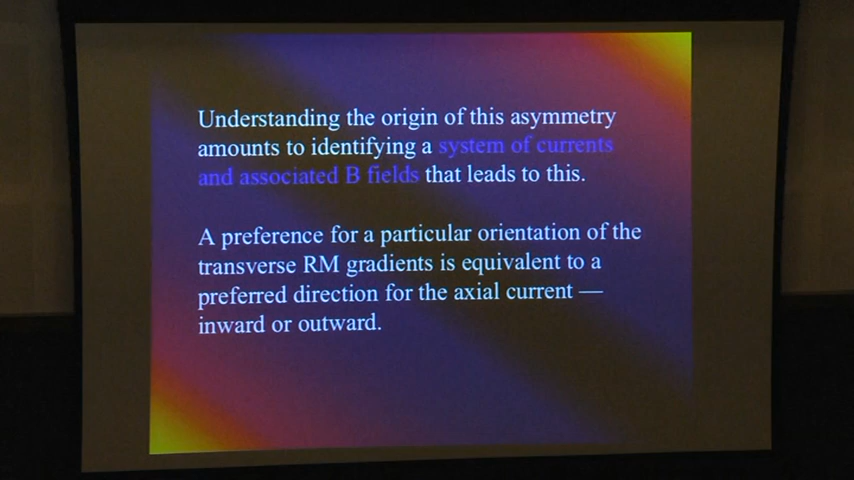 Understanding the origin of this asymmetry
amounts to identifying a system of currents
and associated B fields that leads to this.
A preference for a particular orientation of the
transverse RM gradients is equivalent to a
preferred direction for the axial current —
inward or outward.